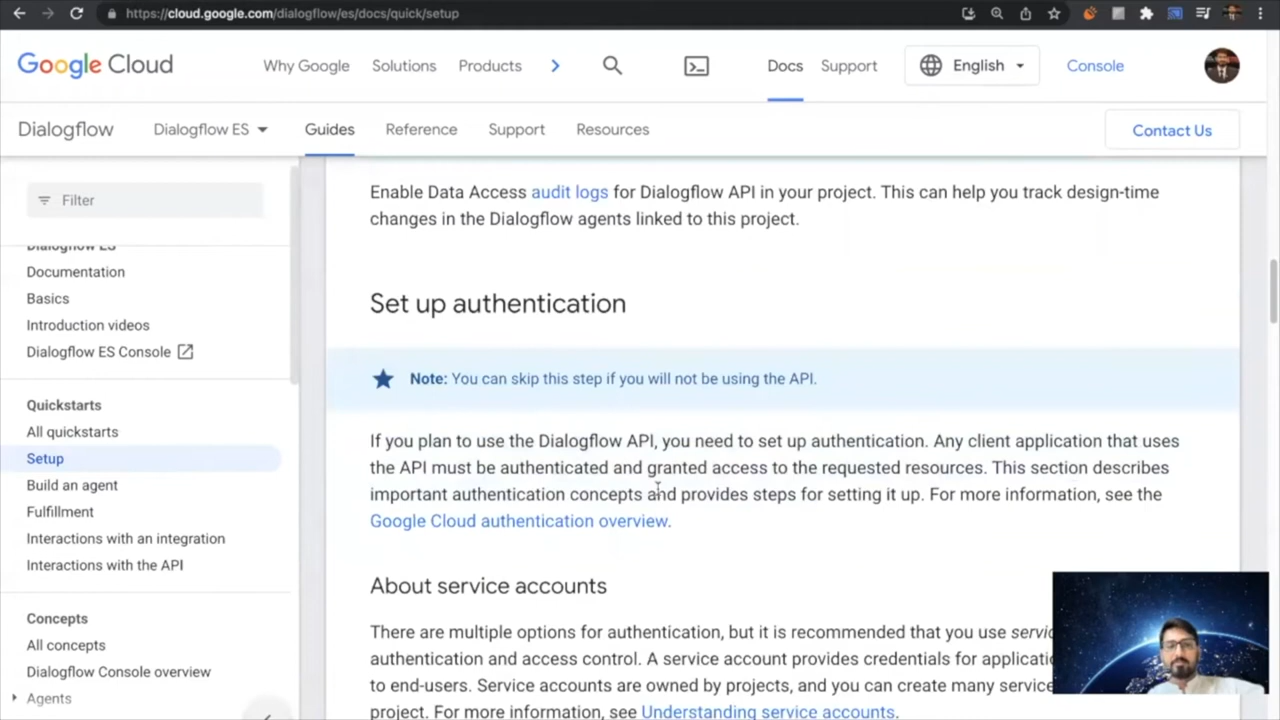 https://cloud.google.com/dialogflow/es/docs/quick/setup
Google Cloud Why Google Solutions Products Docs Support English Console
Dialogflow Dialogflow ES Guides Reference Support Resources Contact Us
Filter
Dialogflow ES
Documentation
Basics
Introduction videos
Dialogflow ES Console
Quickstarts
All quickstarts
Setup
Build an agent
Fulfillment
Interactions with an integration
Interactions with the API
Concepts
All concepts
Dialogflow Console overview
Agents
Enable Data Access audit logs for Dialogflow API in your project. This can help you track design-time
changes in the Dialogflow agents linked to this project.
Set up authentication
Note: You can skip this step if you will not be using the API.
If you plan to use the Dialogflow API, you need to set up authentication. Any client application that uses
the API must be authenticated and granted access to the requested resources. This section describes
important authentication concepts and provides steps for setting it up. For more information, see the
Google Cloud authentication overview.
About service accounts
There are multiple options for authentication, but it is recommended that you use
authentication and access control. A service account provides credentials for
to end-users. Service accounts are owned by projects, and you can create many service
project. For more information, see Understanding service accounts.